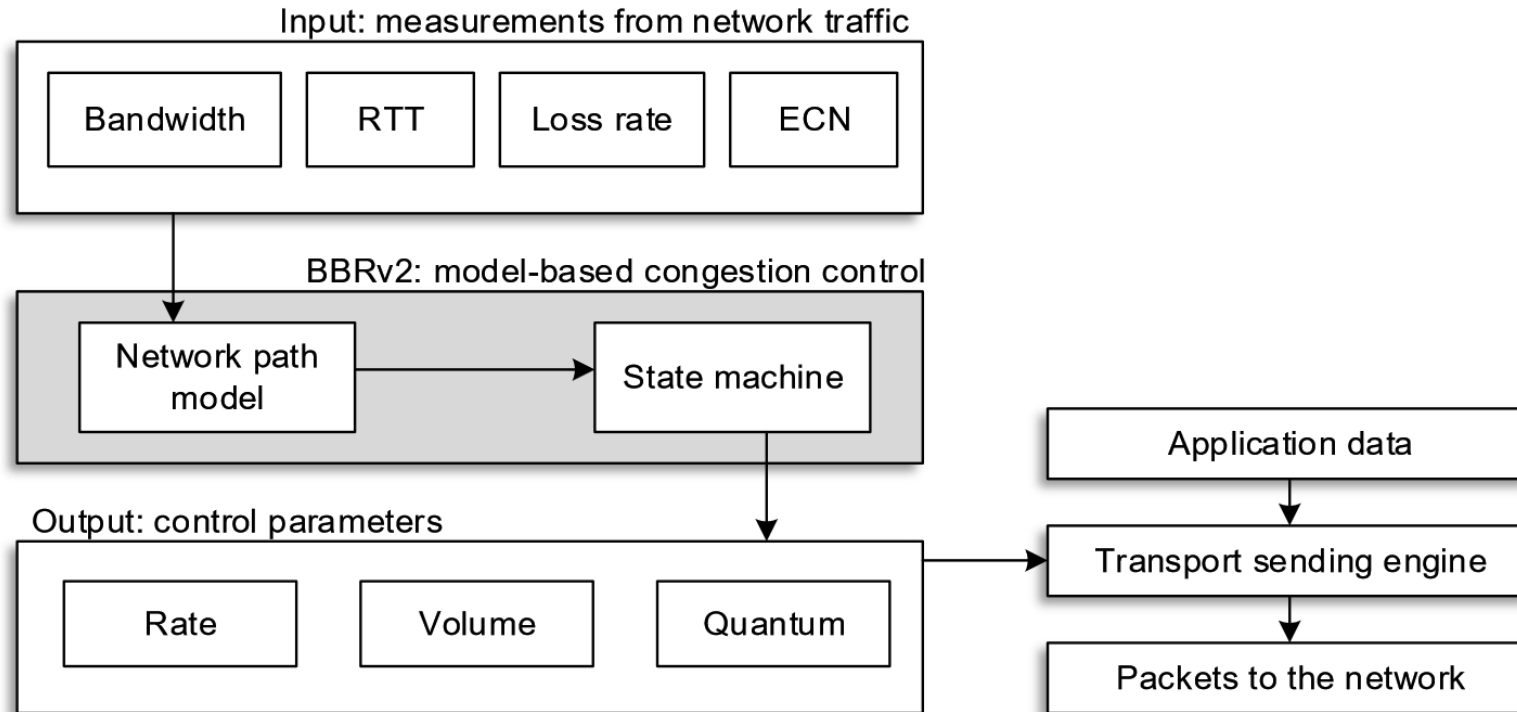 Input: measurements from network traffic
Bandwidth
RTT
Loss rate
ECN
BBRv2: model-based congestion control
Network path
model
State machine
Application data
Output: control parameters
Transport sending engine
Rate
Volume
Quantum
Packets to the network